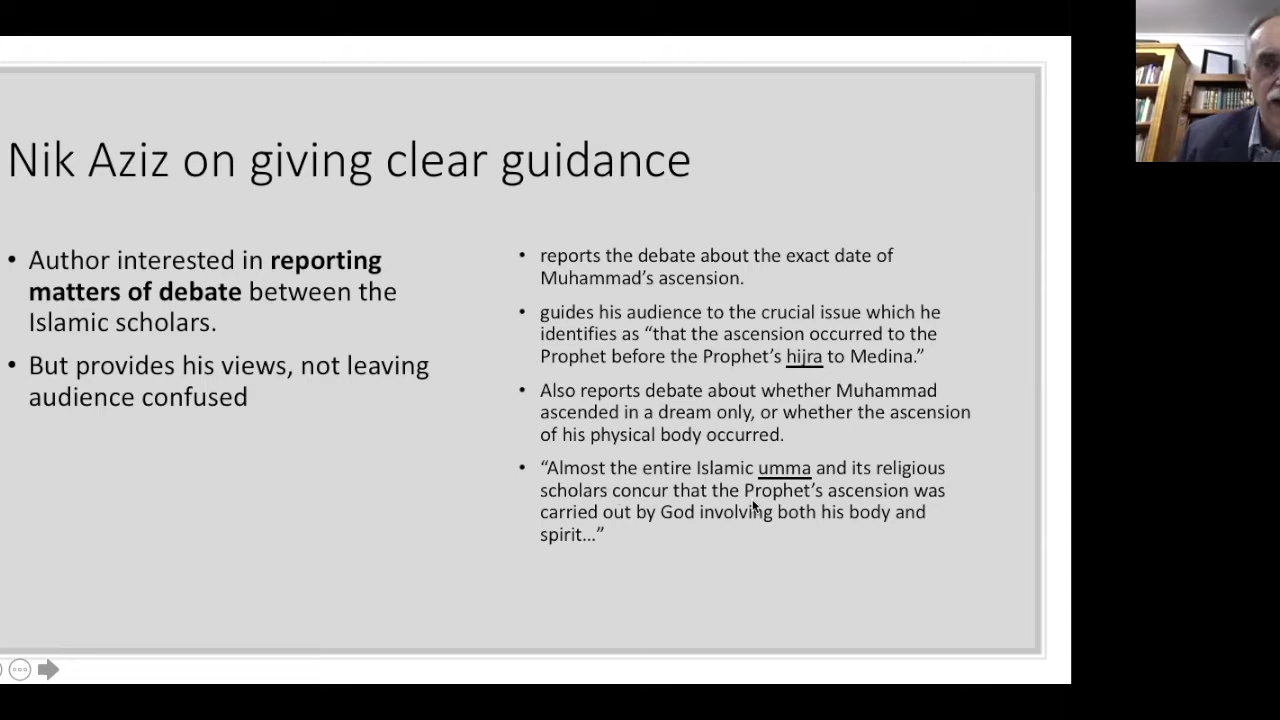 Nik Aziz on giving clear guidance
• Author interested in reporting
matters of debate between the
Islamic scholars.
• But provides his views, not leaving
audience confused
• reports the debate about the exact date of
Muhammad’s ascension.
• guides his audience to the crucial issue which he
identifies as “that the ascension occurred to the
Prophet before the Prophet’s hijra to Medina.”
• Also reports debate about whether Muhammad
ascended in a dream only, or whether the ascension
of his physical body occurred.
• “Almost the entire Islamic umma and its religious
scholars concur that the Prophet’s ascension was
carried out by God involving both his body and
spirit…”